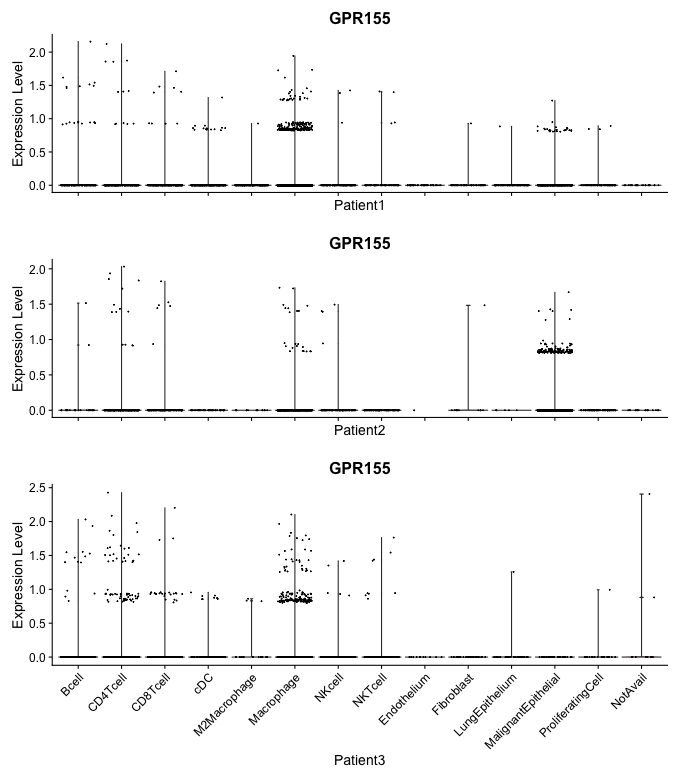 GPR155
Expression Level
2.0
1.5
1.0
0.5
0.0
Patient1
GPR155
Expression Level
2.0
1.5
1.0
0.5
0.0
Patient2
GPR155
Expression Level
2.5
2.0
1.5
1.0
0.5
0.0
Bcell
CD4Tcell
CD8Tcell
cDC
M2Macrophage
Macrophage
NKcell
NKTcell
Endothelium
Fibroblast
LungEpithelium
MalignantEpithelial
ProliferatingCell
NotAvail
Patient3